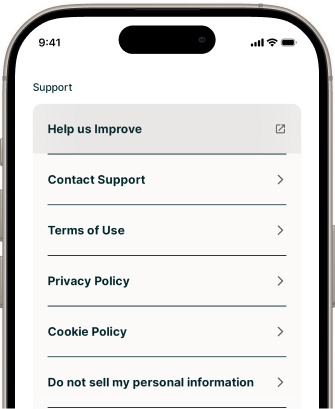 9:41
Support
Help us Improve
Contact Support
Terms of Use
Privacy Policy
Cookie Policy
Do not sell my personal information